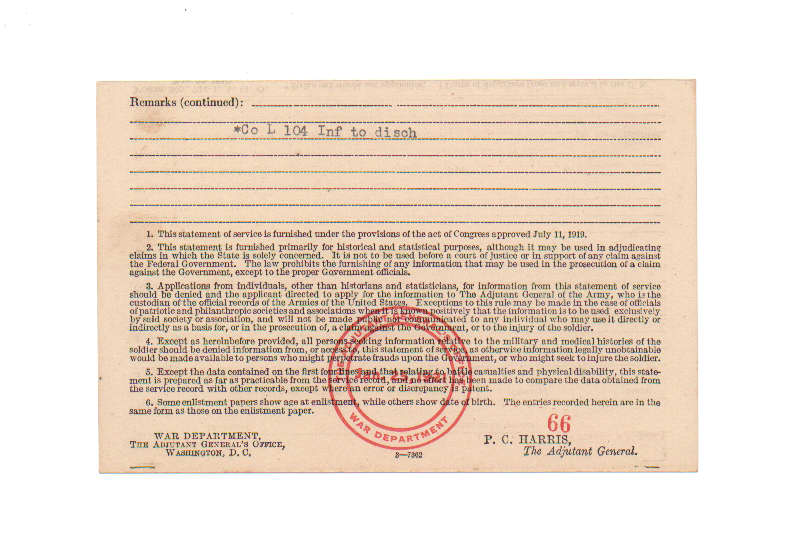 Remarks (continued):
*Co L 104 Inf to disch
1. This statement of service is furnished under the provisions of the act of Congress approved July 11, 1919.
2. This statement is furnished primarily for historical and statistical purposes, although it may be used in adjudicating
claims in which the State is solely concerned. It is not to be used before a court of justice or in support of any claim against
the Federal Government. The law prohibits the furnishing of any information that may be used in the prosecution of a claim
against the Government, except to the proper Government officials.
3. Applications from individuals, other than historians and statisticians, for information from this statement of service
should be denied and the applicant directed to apply for the information to The Adjutant General of the Army, who is the
custodian of the official records of the Armies of the United States. Exceptions to this rule may be made in the case of officials
of patriotic and philanthropic societies and associations when it is known positively that the information is to be used exclusively
by said society or association, and will not be made public nor communicated to any individual who may use it directly or
indirectly as a basis for, or in the prosecution of, a claim against the Government, or to the injury of the soldier.
4. Except as hereinbefore provided, all persons seeking information relative to the military and medical histories of the
soldier should be denied information from, or access to, this statement of service, as otherwise information legally unobtainable
would be made available to persons who might perpetrate frauds upon the Government, or who might seek to injure the soldier.
5. Except the data contained on the first four lines and that relating to battle casualties and physical disability, this state-
ment is prepared as far as practicable from the service record, and no effort has been made to compare the data obtained from
the service record with other records, except where an error or discrepancy is patent.
6. Some enlistment papers show age at enlistment, while others show date of birth. The entries recorded herein are in the
same form as those on the enlistment paper.
WAR DEPARTMENT
66
WAR DEPARTMENT,
THE ADJUTANT GENERAL'S OFFICE,
WASHINGTON, D. C.
3—7302
P. C. HARRIS,
The Adjutant General.